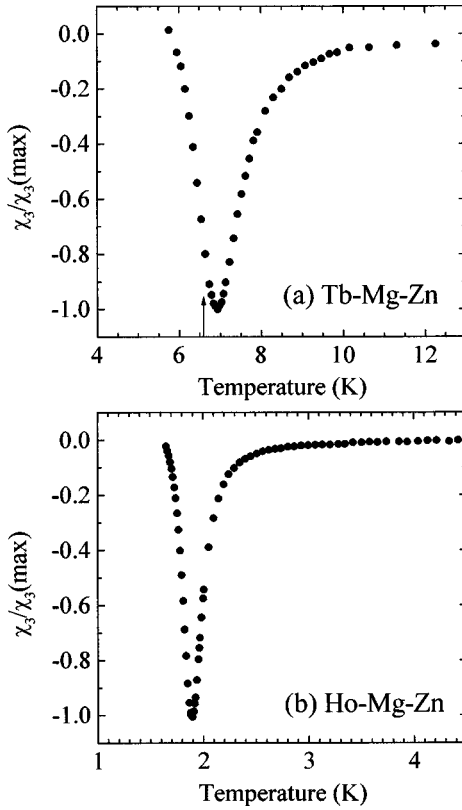 0.0
-0.2
-0.4
-0.6
-0.8
-1.0
χ₃/χ₃(max)
(a) Tb-Mg-Zn
4 6 8 10 12
Temperature (K)
0.0
-0.2
-0.4
-0.6
-0.8
-1.0
χ₃/χ₃(max)
(b) Ho-Mg-Zn
1 2 3 4
Temperature (K)